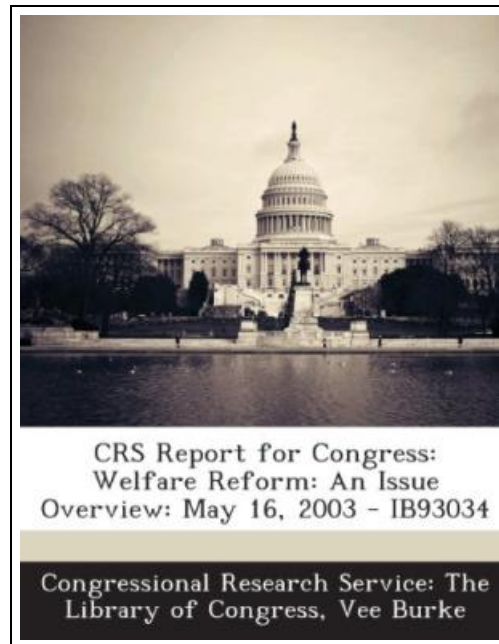 CRS Report for Congress:
Welfare Reform: An Issue
Overview: May 16, 2003 - IB93034
Congressional Research Service: The
Library of Congress, Vee Burke